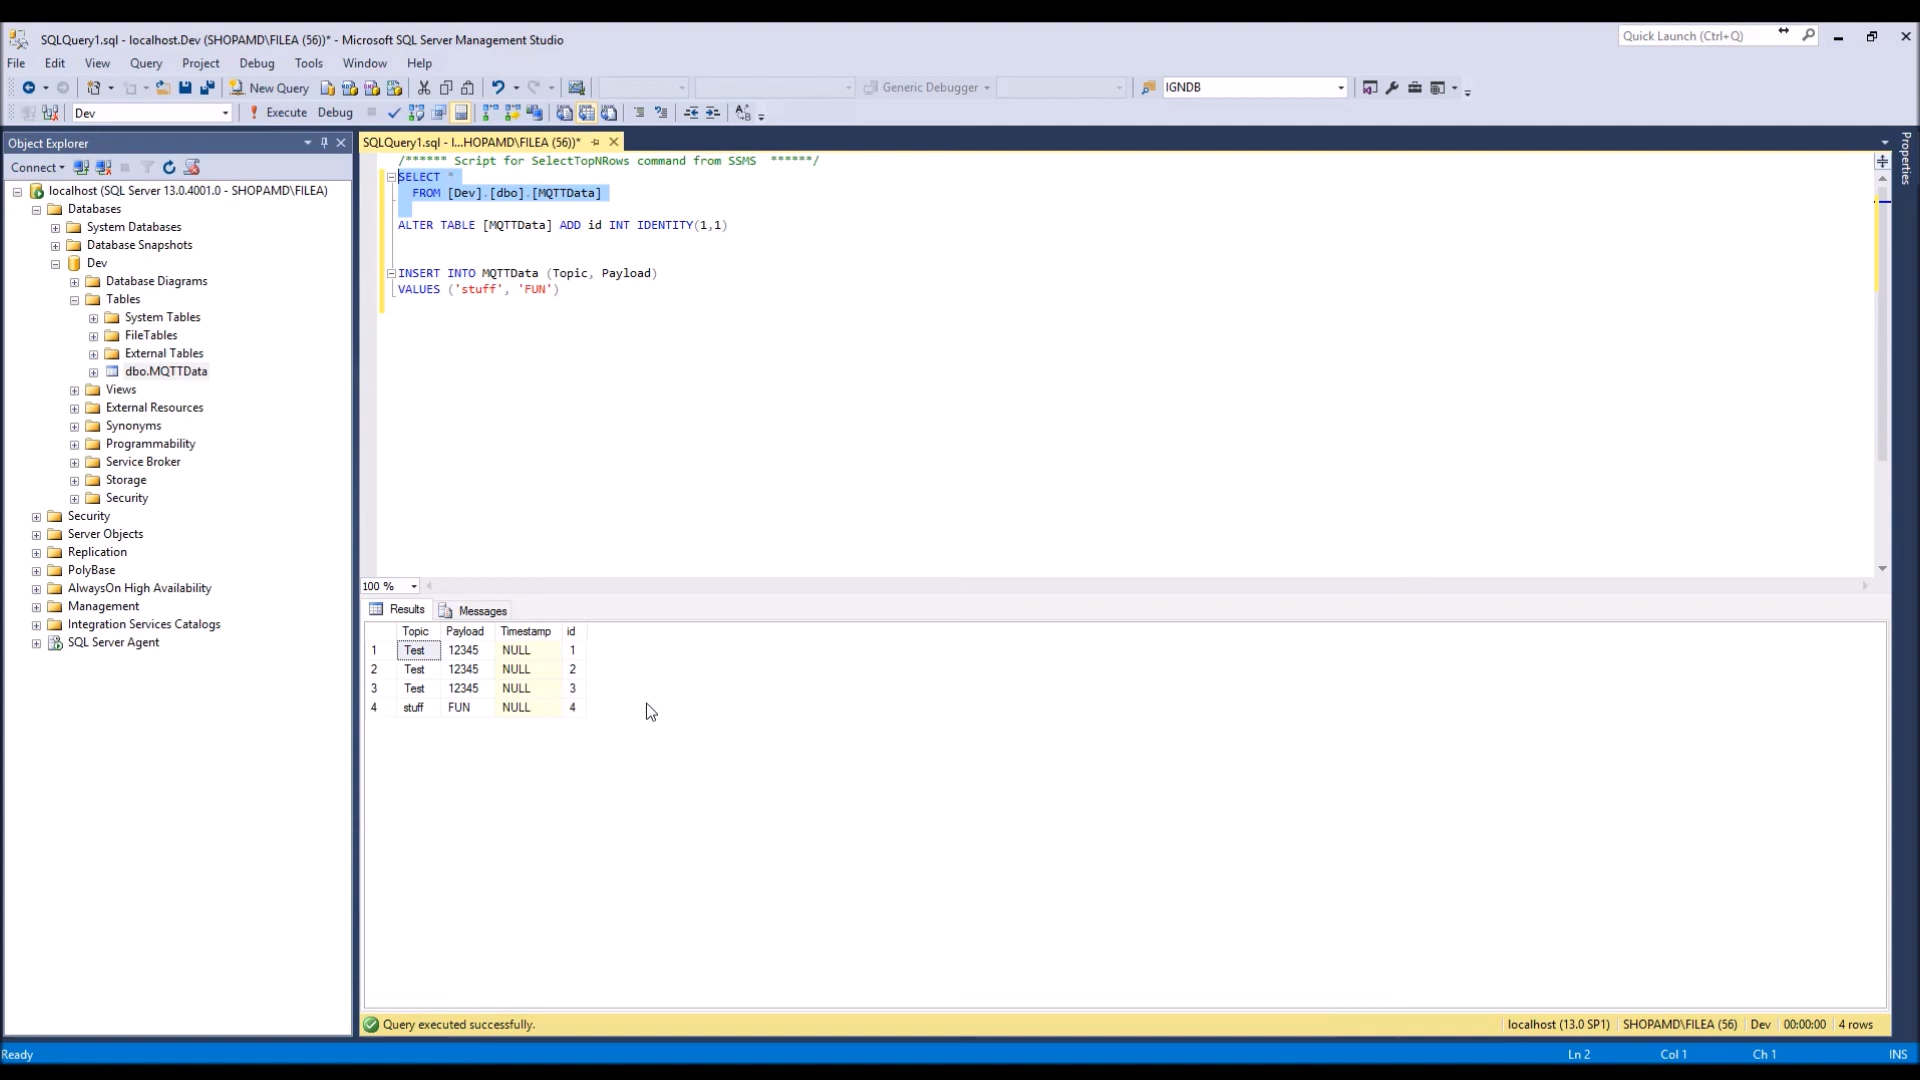 SQLQuery1.sql - localhost.Dev (SHOPAMD\FILEA (56))* - Microsoft SQL Server Management Studio
Quick Launch (Ctrl+Q)
File Edit View Query Project Debug Tools Window Help
New Query Generic Debugger IGNDB
Dev Execute Debug
Object Explorer
Connect
localhost (SQL Server 13.0.4001.0 - SHOPAMD\FILEA)
Databases
System Databases
Database Snapshots
Dev
Database Diagrams
Tables
System Tables
FileTables
External Tables
dbo.MQTTData
Views
External Resources
Synonyms
Programmability
Service Broker
Storage
Security
Security
Server Objects
Replication
PolyBase
AlwaysOn High Availability
Management
Integration Services Catalogs
SQL Server Agent
SQLQuery1.sql - l...HOPAMD\FILEA (56))*
/****** Script for SelectTopNRows command from SSMS  ******/
SELECT *
FROM [Dev].[dbo].[MQTTData]
ALTER TABLE [MQTTData] ADD id INT IDENTITY(1,1)
INSERT INTO MQTTData (Topic, Payload)
VALUES ('stuff', 'FUN')
Properties
100 %
Results Messages
Topic Payload Timestamp id
1 Test 12345 NULL 1
2 Test 12345 NULL 2
3 Test 12345 NULL 3
4 stuff FUN NULL 4
Query executed successfully. localhost (13.0 SP1) SHOPAMD\FILEA (56) Dev 00:00:00 4 rows
Ready Ln 2 Col 1 Ch 1 INS